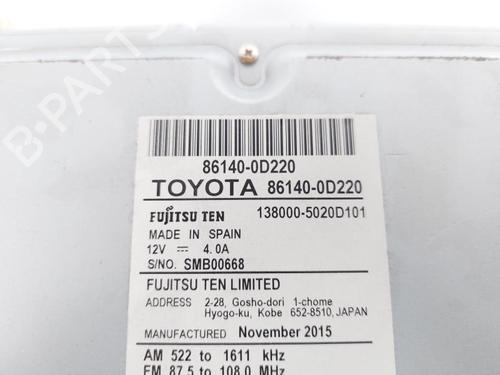 B-PARTS
86140-0D220
TOYOTA 86140-0D220
FUJITSU TEN 138000-5020D101
MADE IN SPAIN
12V ⎓ 4.0A
S/NO. SMB00668
FUJITSU TEN LIMITED
ADDRESS 2-28, Gosho-dori 1-chome
Hyogo-ku, Kobe 652-8510, JAPAN
MANUFACTURED November 2015
AM 522 to 1611 kHz
FM 87.5 to 108.0 MHz